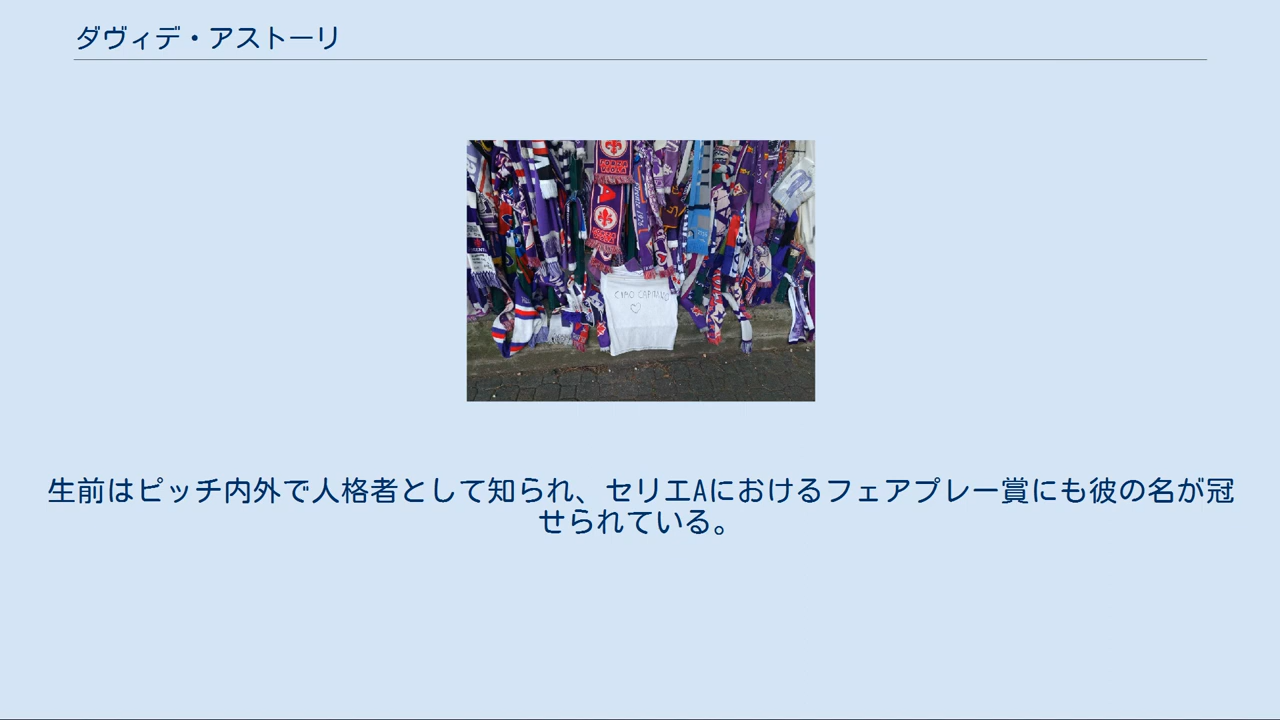 ダヴィデ・アストーリ
CIAO CAPITANO
生前はピッチ内外で人格者として知られ、セリエAにおけるフェアプレー賞にも彼の名が冠
せられている。